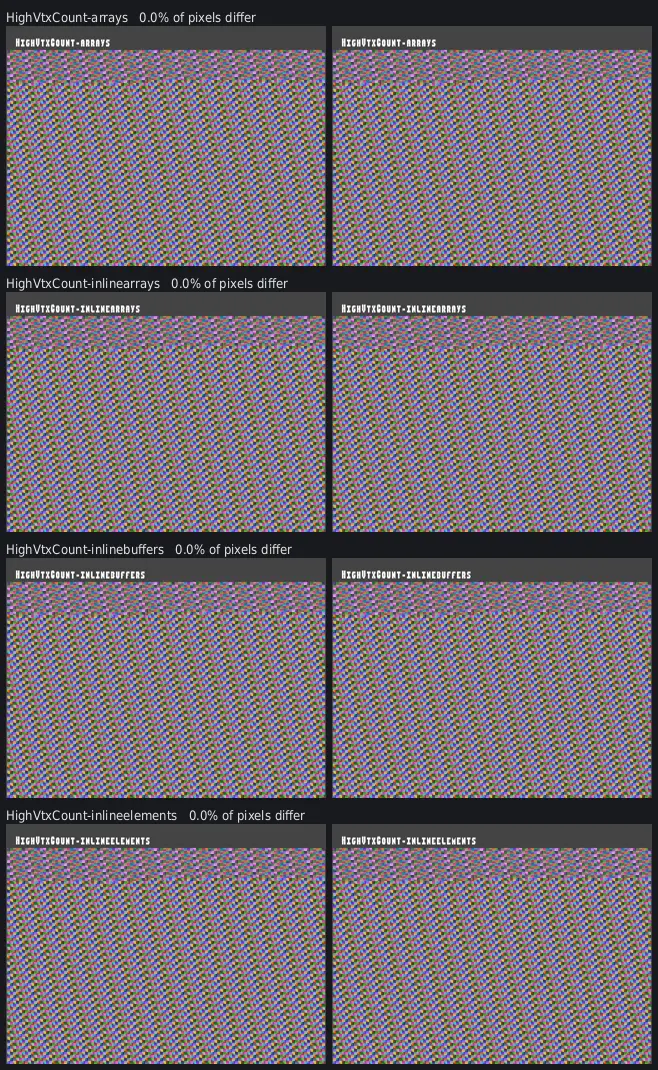 HighVtxCount-arrays 0.0% of pixels differ
HighVtxCount-arrays HighVtxCount-arrays
HighVtxCount-inlinearrays 0.0% of pixels differ
HighVtxCount-inlinearrays HighVtxCount-inlinearrays
HighVtxCount-inlinebuffers 0.0% of pixels differ
HighVtxCount-inlinebuffers HighVtxCount-inlinebuffers
HighVtxCount-inlineelements 0.0% of pixels differ
HighVtxCount-inlineelements HighVtxCount-inlineelements